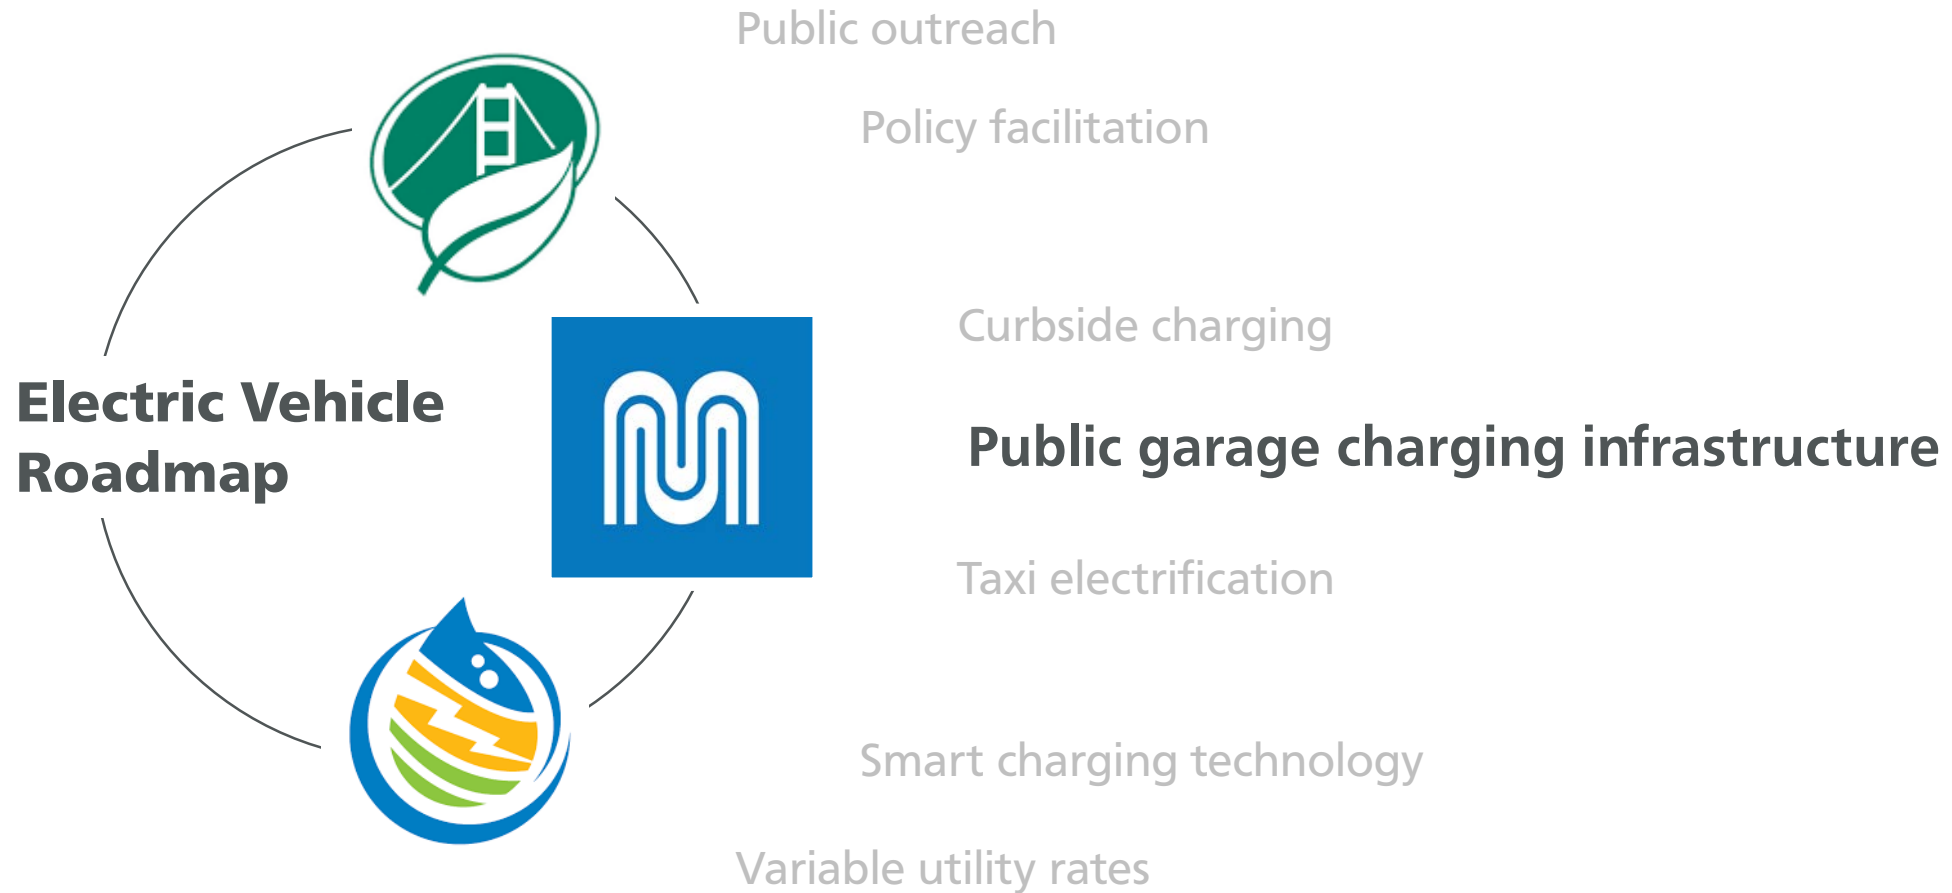 Public outreach
Policy facilitation
Curbside charging
Electric Vehicle
Roadmap
Public garage charging infrastructure
Taxi electrification
Smart charging technology
Variable utility rates